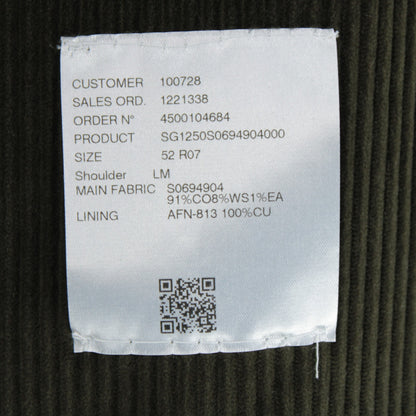 CUSTOMER 100728
SALES ORD. 1221338
ORDER N° 4500104684
PRODUCT SG1250S0694904000
SIZE 52 R07
Shoulder LM
MAIN FABRIC S0694904
91%CO8%WS1%EA
LINING AFN-813 100%CU